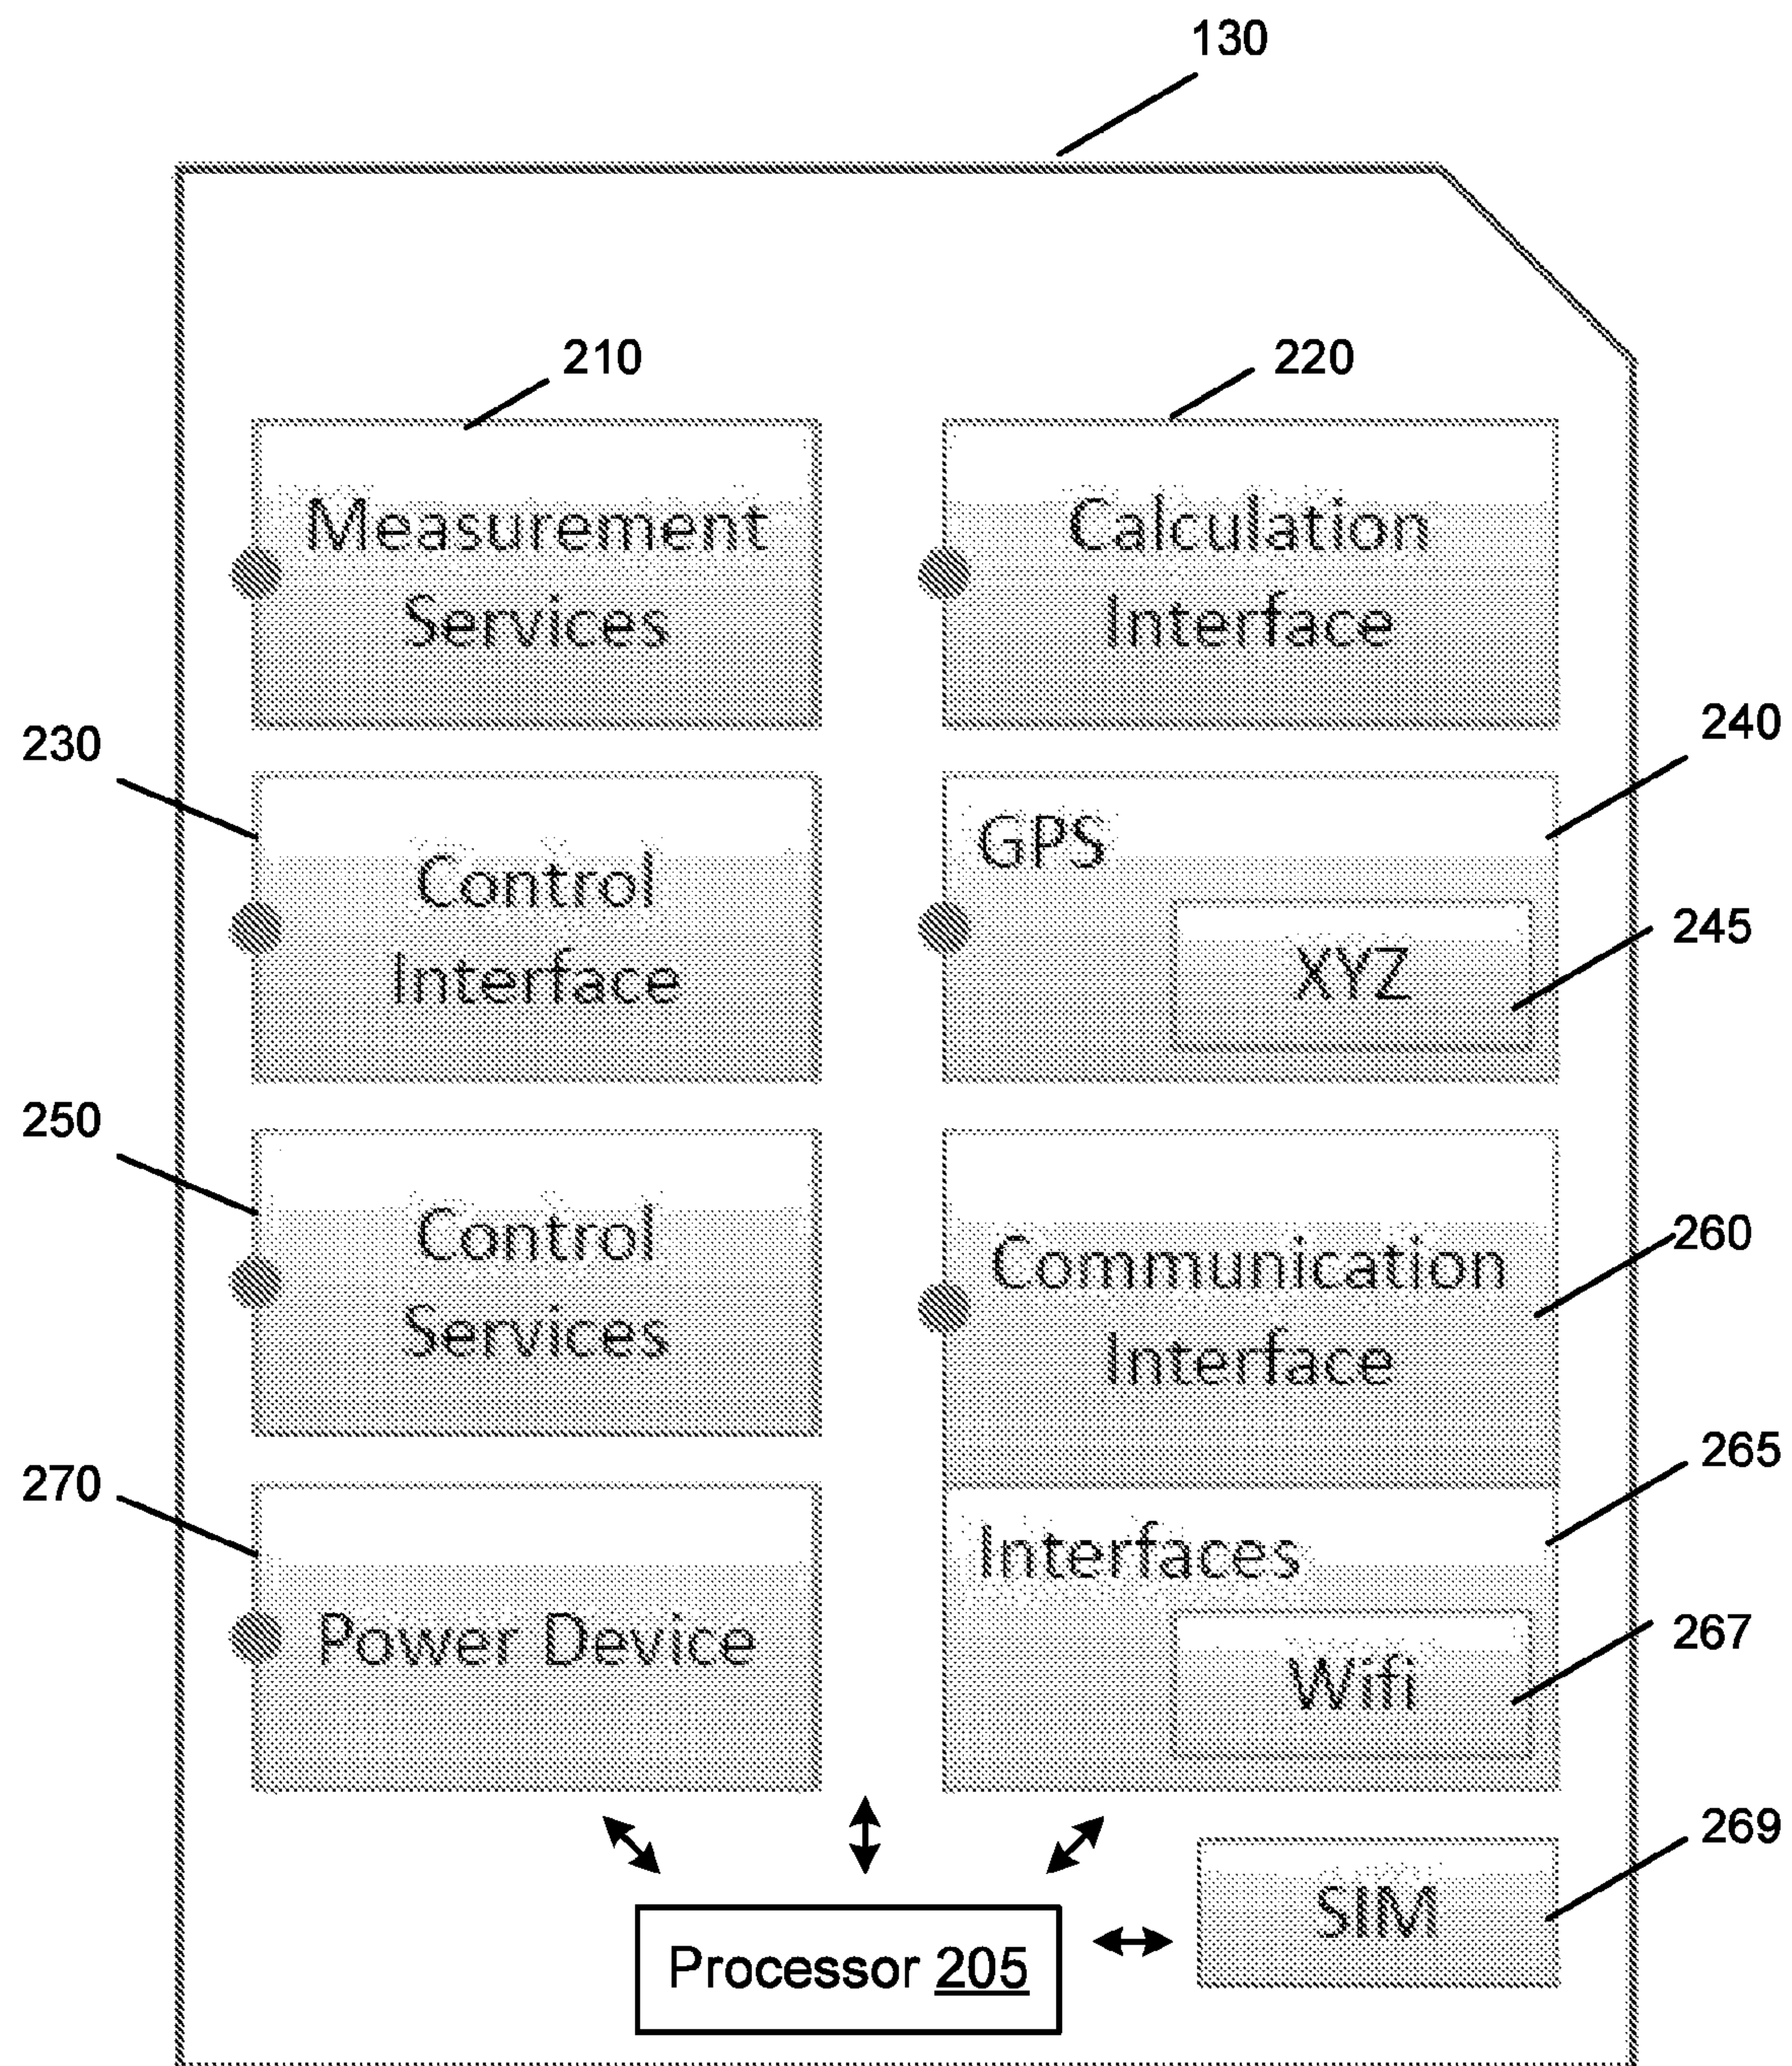 130
210
220
Measurement
Services
Calculation
Interface
230
240
Control
Interface
GPS
245
XYZ
250
Control
Services
260
Communication
Interface
265
270
Interfaces
Power Device
267
Wifi
269
SIM
Processor 205